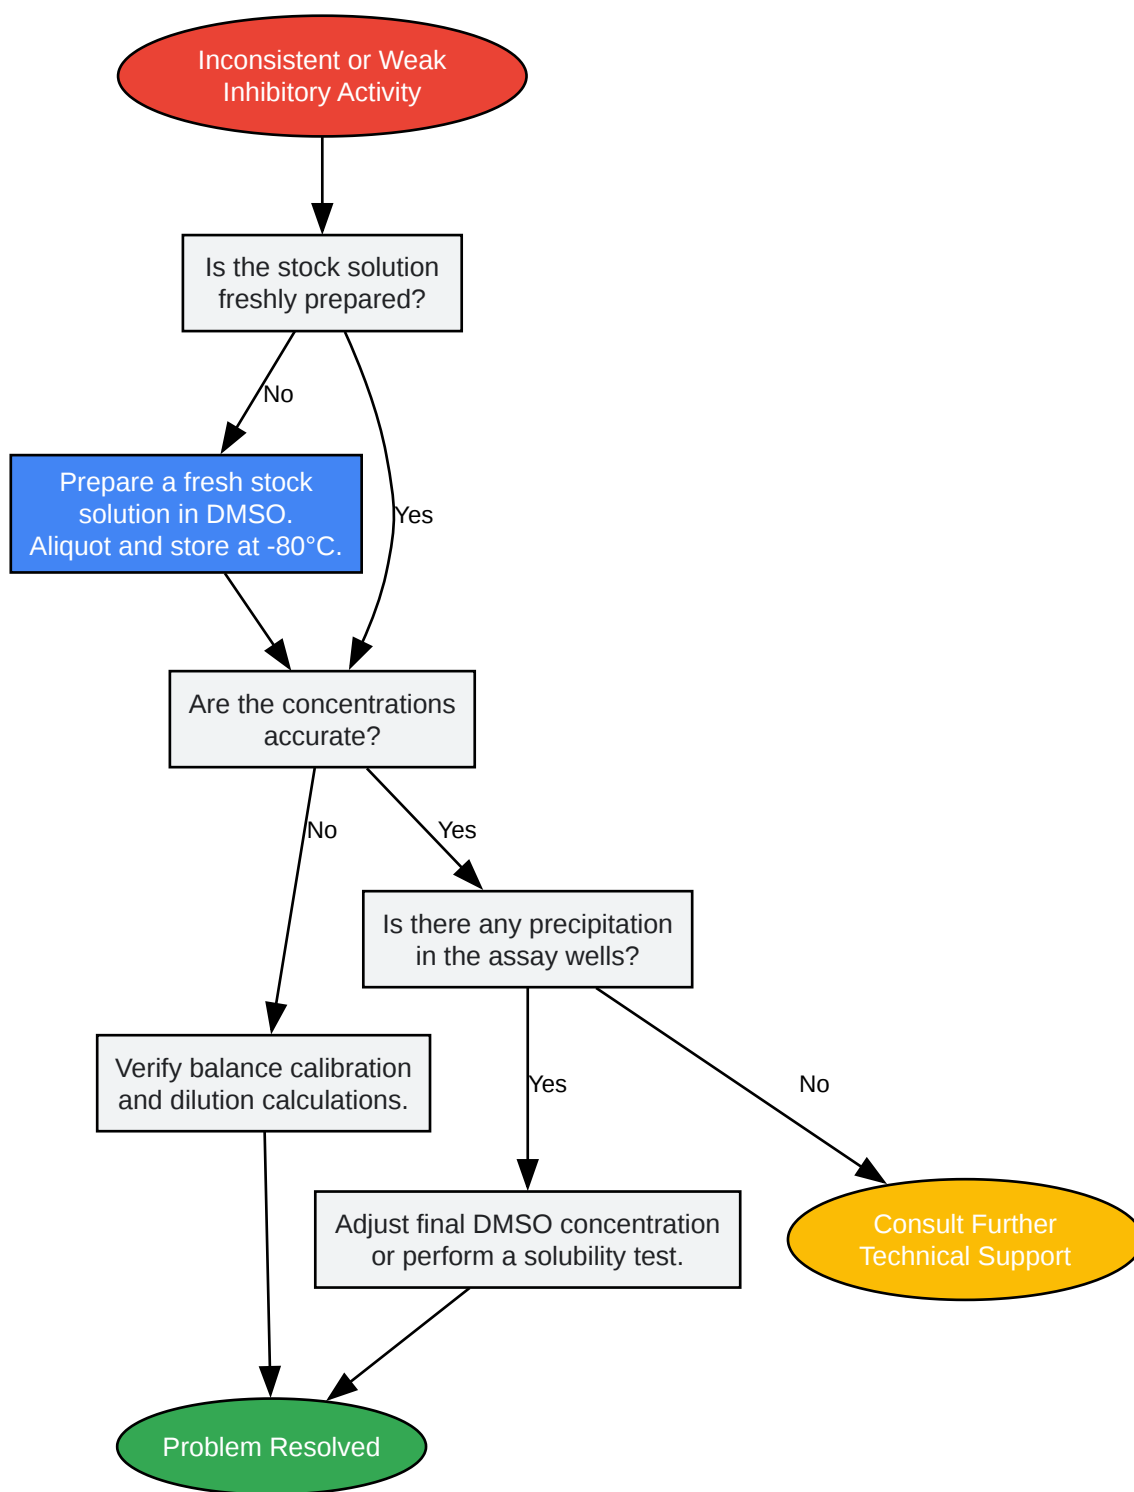 Inconsistent or Weak
Inhibitory Activity
Is the stock solution
freshly prepared?
No
Yes
Prepare a fresh stock
solution in DMSO.
Aliquot and store at -80°C.
Are the concentrations
accurate?
No
Yes
Is there any precipitation
in the assay wells?
Verify balance calibration
and dilution calculations.
Yes
No
Adjust final DMSO concentration
or perform a solubility test.
Consult Further
Technical Support
Problem Resolved